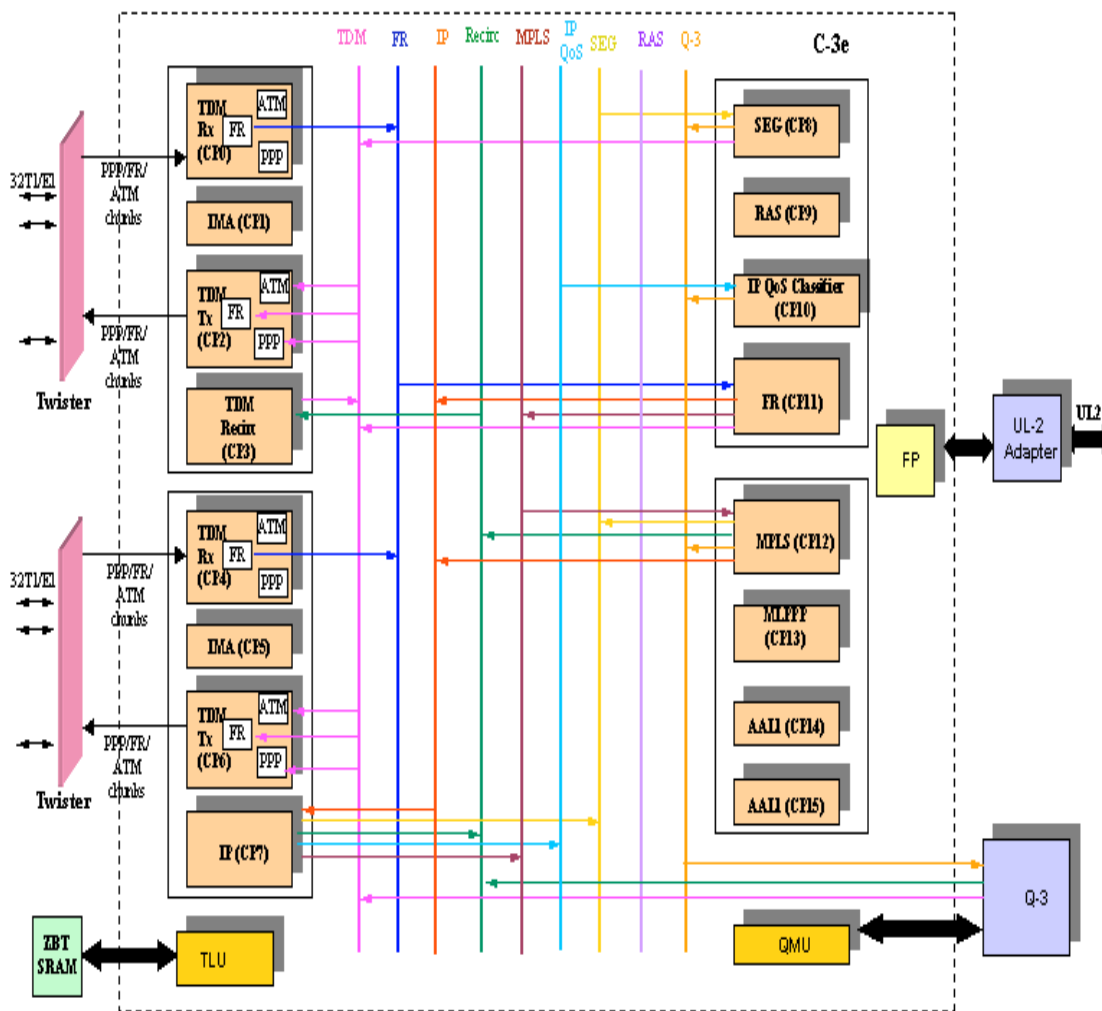 TDM
FR
IP
Recirc
MPLS
IP
QoS
SEG
RAS
Q-3
C-3e
TDM
Rx
(CP0)
ATM
FR
PPP
32T1/E1
PPP/FR/
ATM
chunks
IMA (CP1)
TDM
Tx
(CP2)
ATM
FR
PPP
PPP/FR/
ATM
chunks
Twister
TDM
Recirc
(CP3)
SEG (CP8)
RAS (CP9)
IP QoS Classifier
(CP10)
FR (CP11)
FP
UL-2
Adapter
UL2
TDM
Rx
(CP4)
ATM
FR
PPP
32T1/E1
PPP/FR/
ATM
chunks
IMA (CP5)
TDM
Tx
(CP6)
ATM
FR
PPP
PPP/FR/
ATM
chunks
Twister
IP (CP7)
MPLS (CP12)
MLPPP
(CP13)
AAL1 (CP14)
AAL1 (CP15)
Q-3
ZBT
SRAM
TLU
QMU